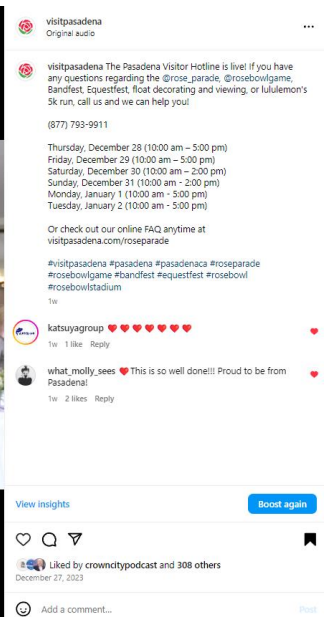 visitpasadena
Original audio
visitpasadena The Pasadena Visitor Hotline is live! If you have
any questions regarding the @rose_parade, @rosebowlgame,
Bandfest, Equestfest, float decorating and viewing, or lululemon's
5k run, call us and we can help you!
(877) 793-9911
Thursday, December 28 (10:00 am – 5:00 pm)
Friday, December 29 (10:00 am – 5:00 pm)
Saturday, December 30 (10:00 am – 2:00 pm)
Sunday, December 31 (10:00 am - 2:00 pm)
Monday, January 1 (10:00 am - 5:00 pm)
Tuesday, January 2 (10:00 am - 5:00 pm)
Or check out our online FAQ anytime at
visitpasadena.com/roseparade
#visitpasadena #pasadena #pasadenaca #roseparade
#rosebowlgame #bandfest #equestfest #rosebowl
#rosebowlstadium
1w
katsuyagroup ❤️❤️❤️❤️❤️❤️❤️
1w 1 like Reply
what_molly_sees ❤️This is so well done!!! Proud to be from
Pasadena!
1w 2 likes Reply
View insights
Boost again
Liked by crowncitypodcast and 308 others
December 27, 2023
Add a comment...
Post